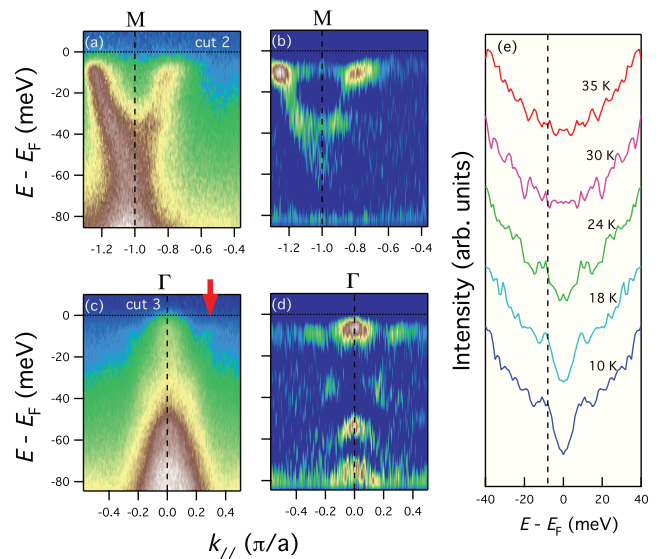 M
(a)
cut 2
0
-20
-40
-60
-80
E - EF (meV)
-1.2 -1.0 -0.8 -0.6 -0.4
M
(b)
-1.2 -1.0 -0.8 -0.6 -0.4
Γ
(c)
cut 3
0
-20
-40
-60
-80
E - EF (meV)
-0.4 -0.2 0.0 0.2 0.4
Γ
(d)
-0.4 -0.2 0.0 0.2 0.4
k// (π/a)
(e)
35 K
30 K
24 K
18 K
10 K
Intensity (arb. units)
-40 -20 0 20 40
E - EF (meV)